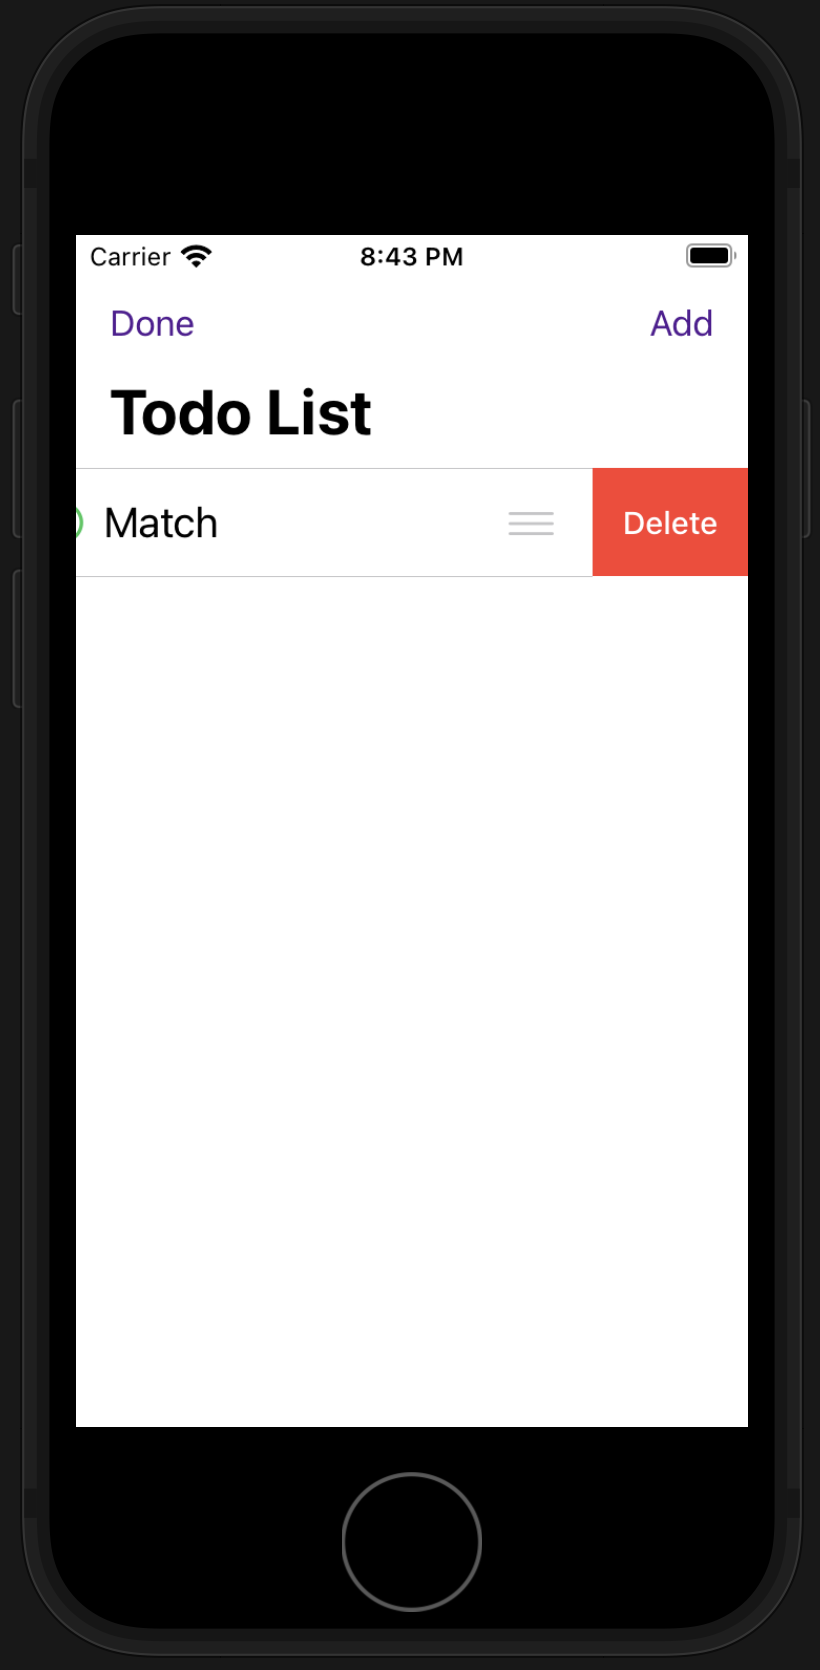 Carrier 8:43 PM
Done Add
Todo List
Match Delete